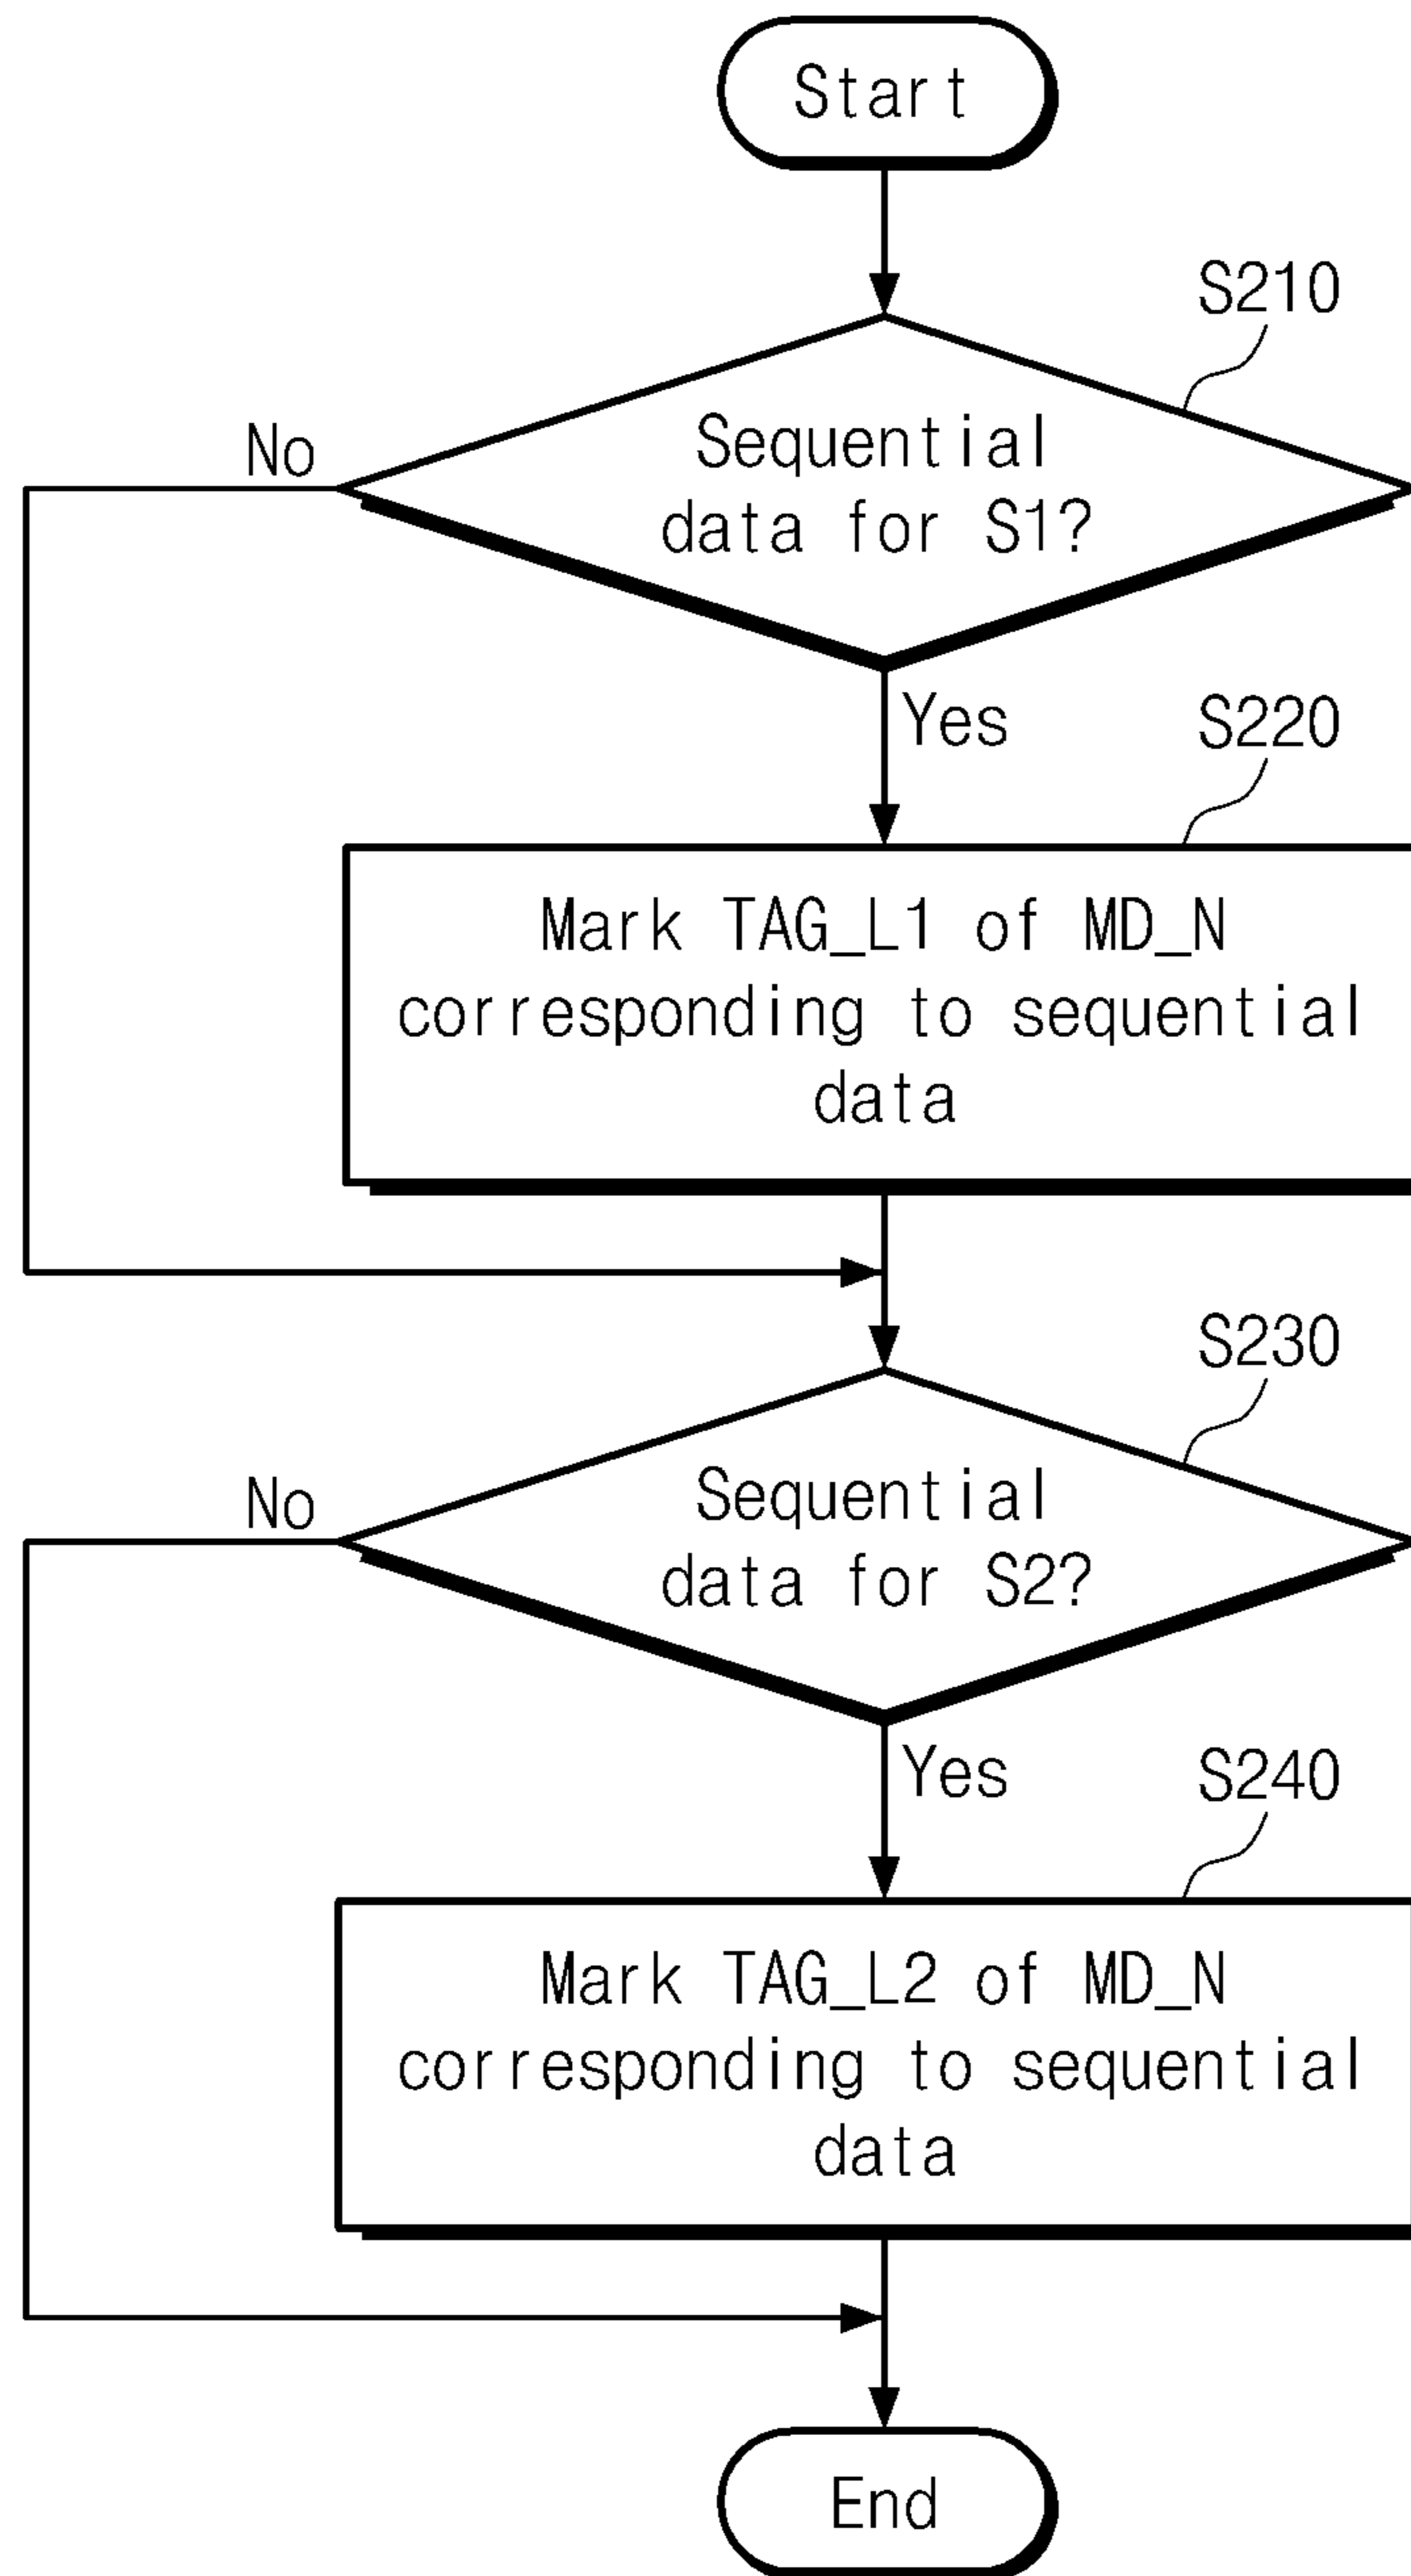 Start
S210
Sequential
data for S1?
No
Yes
S220
Mark TAG_L1 of MD_N
corresponding to sequential
data
S230
Sequential
data for S2?
No
Yes
S240
Mark TAG_L2 of MD_N
corresponding to sequential
data
End